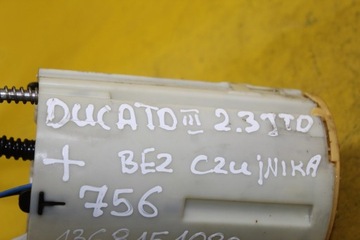 DUCATO III 2.3 JTD
+ BEZ CZUJNIKA
756